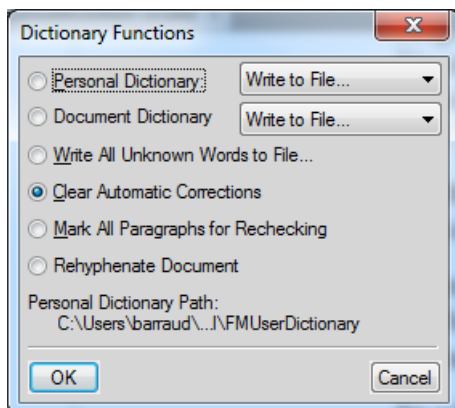 Dictionary Functions
Personal Dictionary: Write to File...
Document Dictionary Write to File...
Write All Unknown Words to File...
Clear Automatic Corrections
Mark All Paragraphs for Rechecking
Rehyphenate Document
Personal Dictionary Path:
C:\Users\barraud\...l\FMUserDictionary
OK Cancel